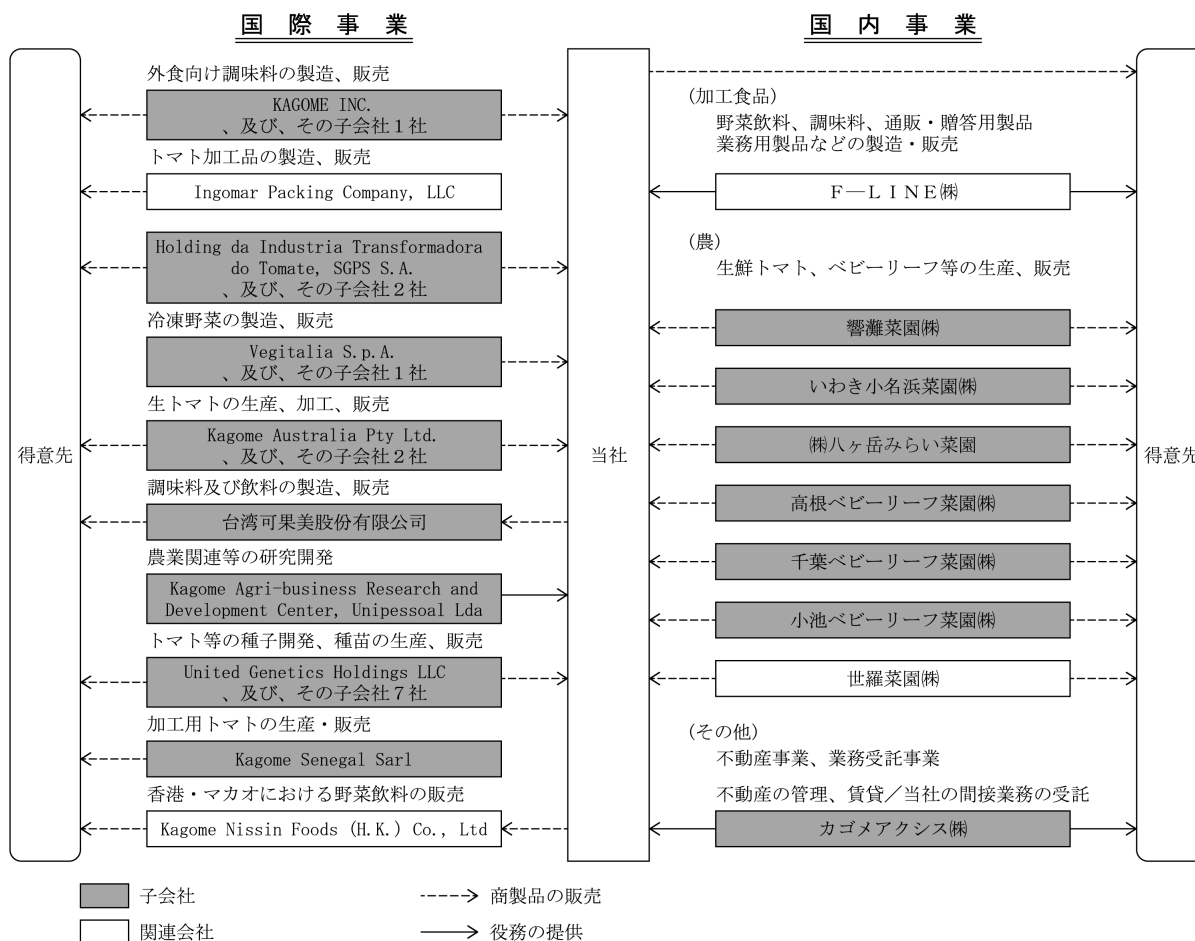 国際事業
得意先
外食向け調味料の製造、販売
KAGOME INC.
、及び、その子会社１社
トマト加工品の製造、販売
Ingomar Packing Company, LLC
Holding da Industria Transformadora
do Tomate, SGPS S.A.
、及び、その子会社２社
冷凍野菜の製造、販売
Vegitalia S.p.A.
、及び、その子会社１社
生トマトの生産、加工、販売
Kagome Australia Pty Ltd.
、及び、その子会社２社
調味料及び飲料の製造、販売
台湾可果美股份有限公司
農業関連等の研究開発
Kagome Agri-business Research and
Development Center, Unipessoal Lda
トマト等の種子開発、種苗の生産、販売
United Genetics Holdings LLC
、及び、その子会社７社
加工用トマトの生産・販売
Kagome Senegal Sarl
香港・マカオにおける野菜飲料の販売
Kagome Nissin Foods (H.K.) Co., Ltd
当社
国内事業
(加工食品)
野菜飲料、調味料、通販・贈答用製品
業務用製品などの製造・販売
Ｆ―ＬＩＮＥ㈱
(農)
生鮮トマト、ベビーリーフ等の生産、販売
響灘菜園㈱
いわき小名浜菜園㈱
㈱八ヶ岳みらい菜園
高根ベビーリーフ菜園㈱
千葉ベビーリーフ菜園㈱
小池ベビーリーフ菜園㈱
世羅菜園㈱
(その他)
不動産事業、業務受託事業
不動産の管理、賃貸／当社の間接業務の受託
カゴメアクシス㈱
得意先
子会社
商製品の販売
関連会社
役務の提供